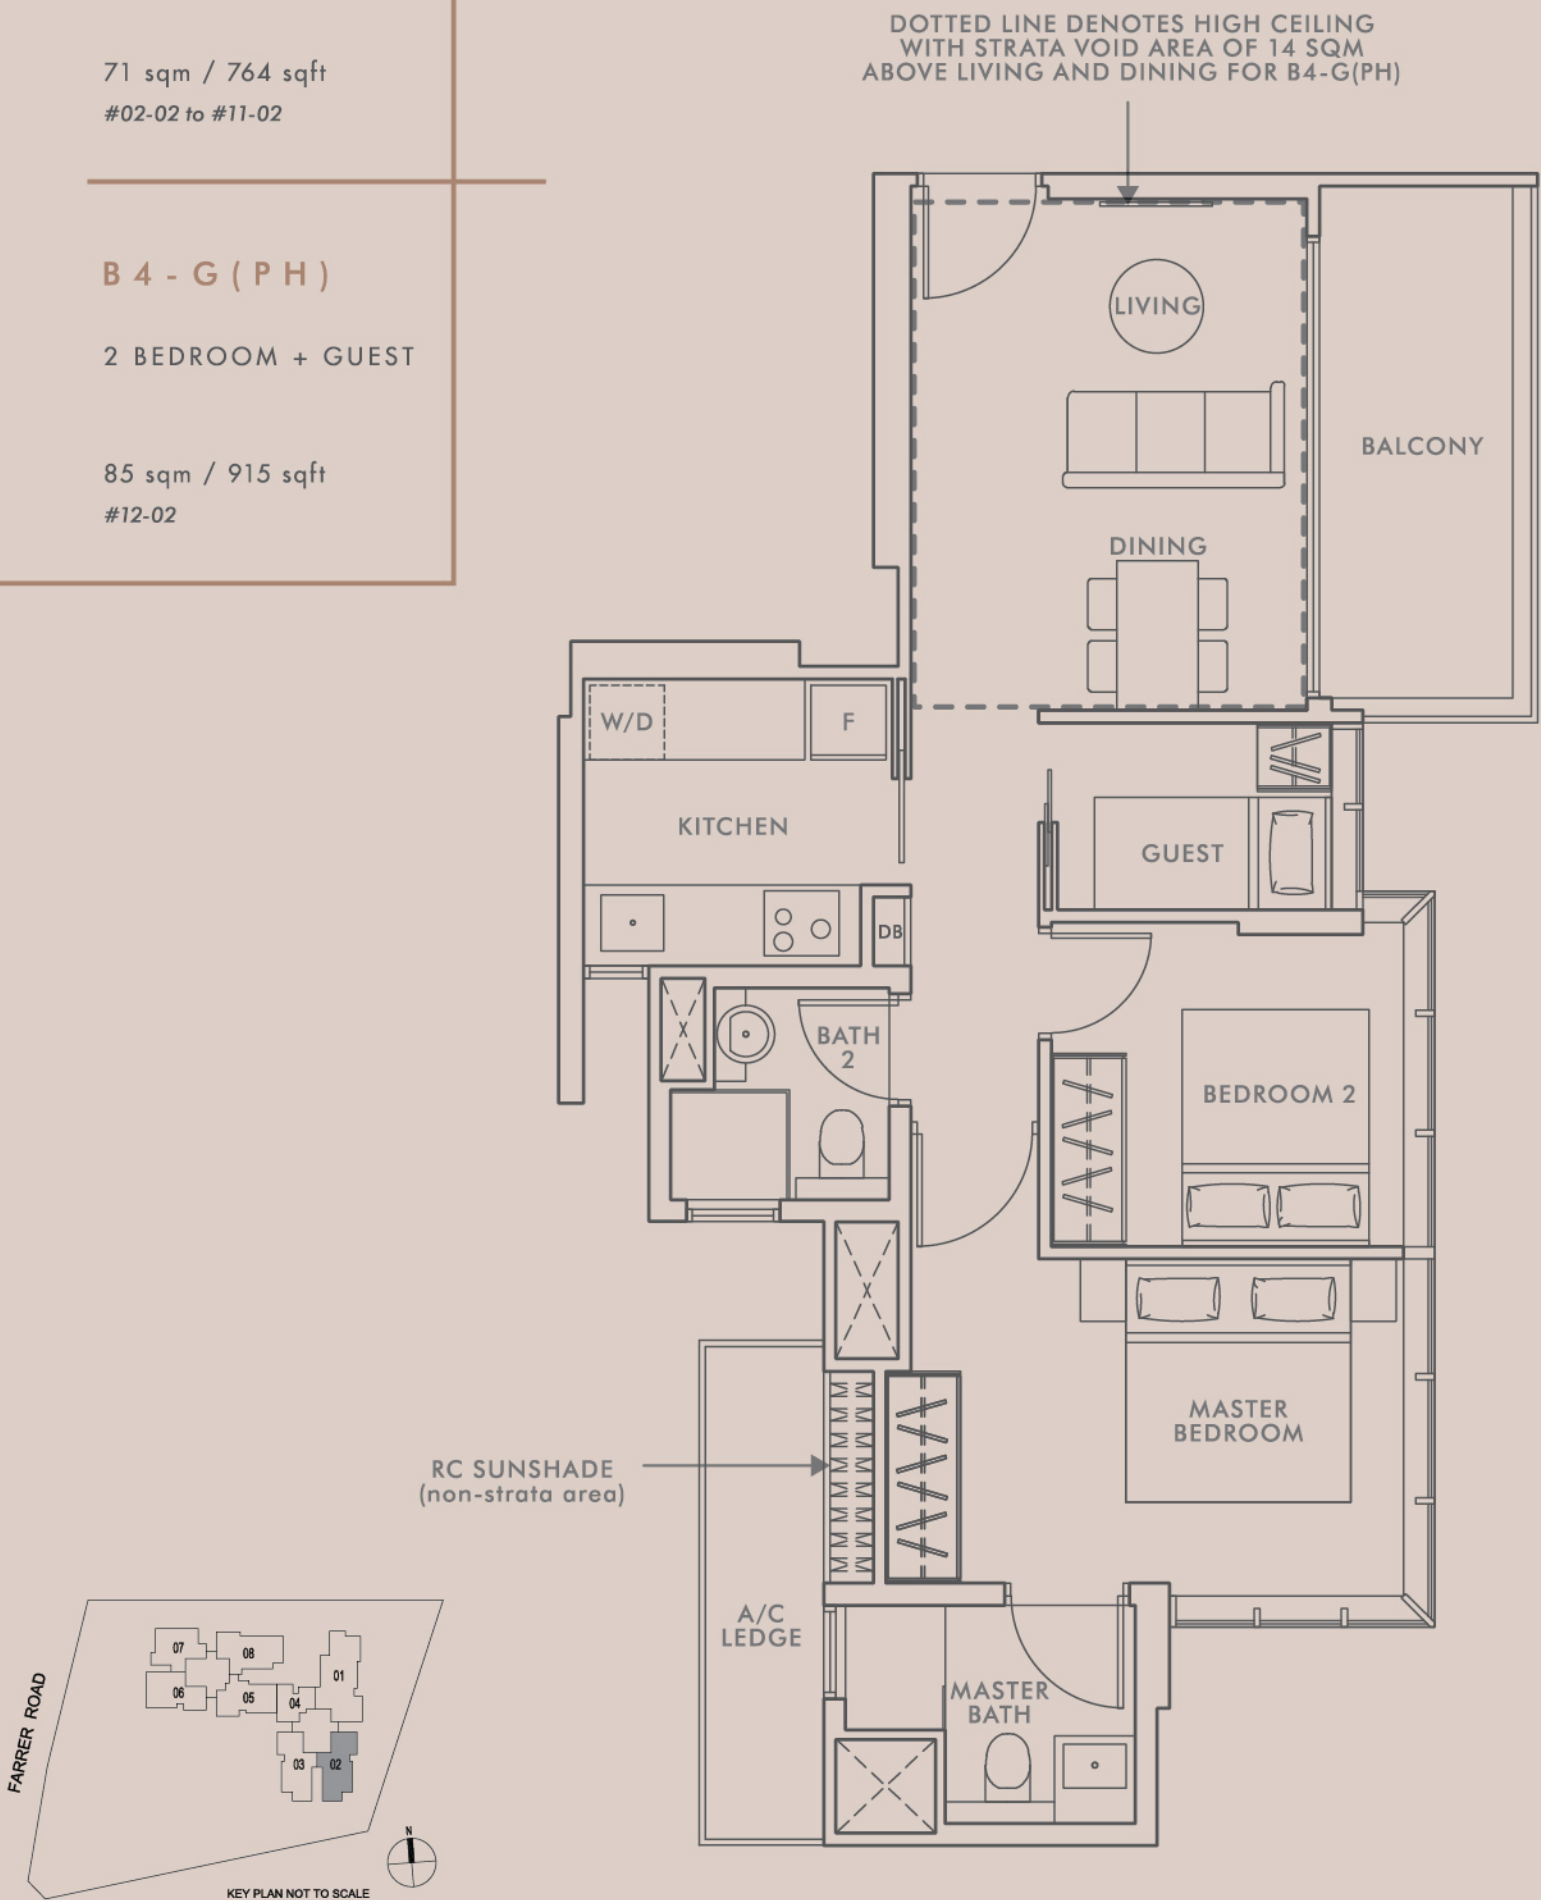 71 sqm / 764 sqft
#02-02 to #11-02
B4-G(PH)
2 BEDROOM + GUEST
85 sqm / 915 sqft
#12-02
DOTTED LINE DENOTES HIGH CEILING
WITH STRATA VOID AREA OF 14 SQM
ABOVE LIVING AND DINING FOR B4-G(PH)
LIVING
BALCONY
DINING
W/D
F
KITCHEN
GUEST
DB
BATH
2
BEDROOM 2
MASTER
BEDROOM
RC SUNSHADE
(non-strata area)
A/C
LEDGE
MASTER
BATH
FARRER ROAD
07
08
01
06
05
04
03
02
N
KEY PLAN NOT TO SCALE